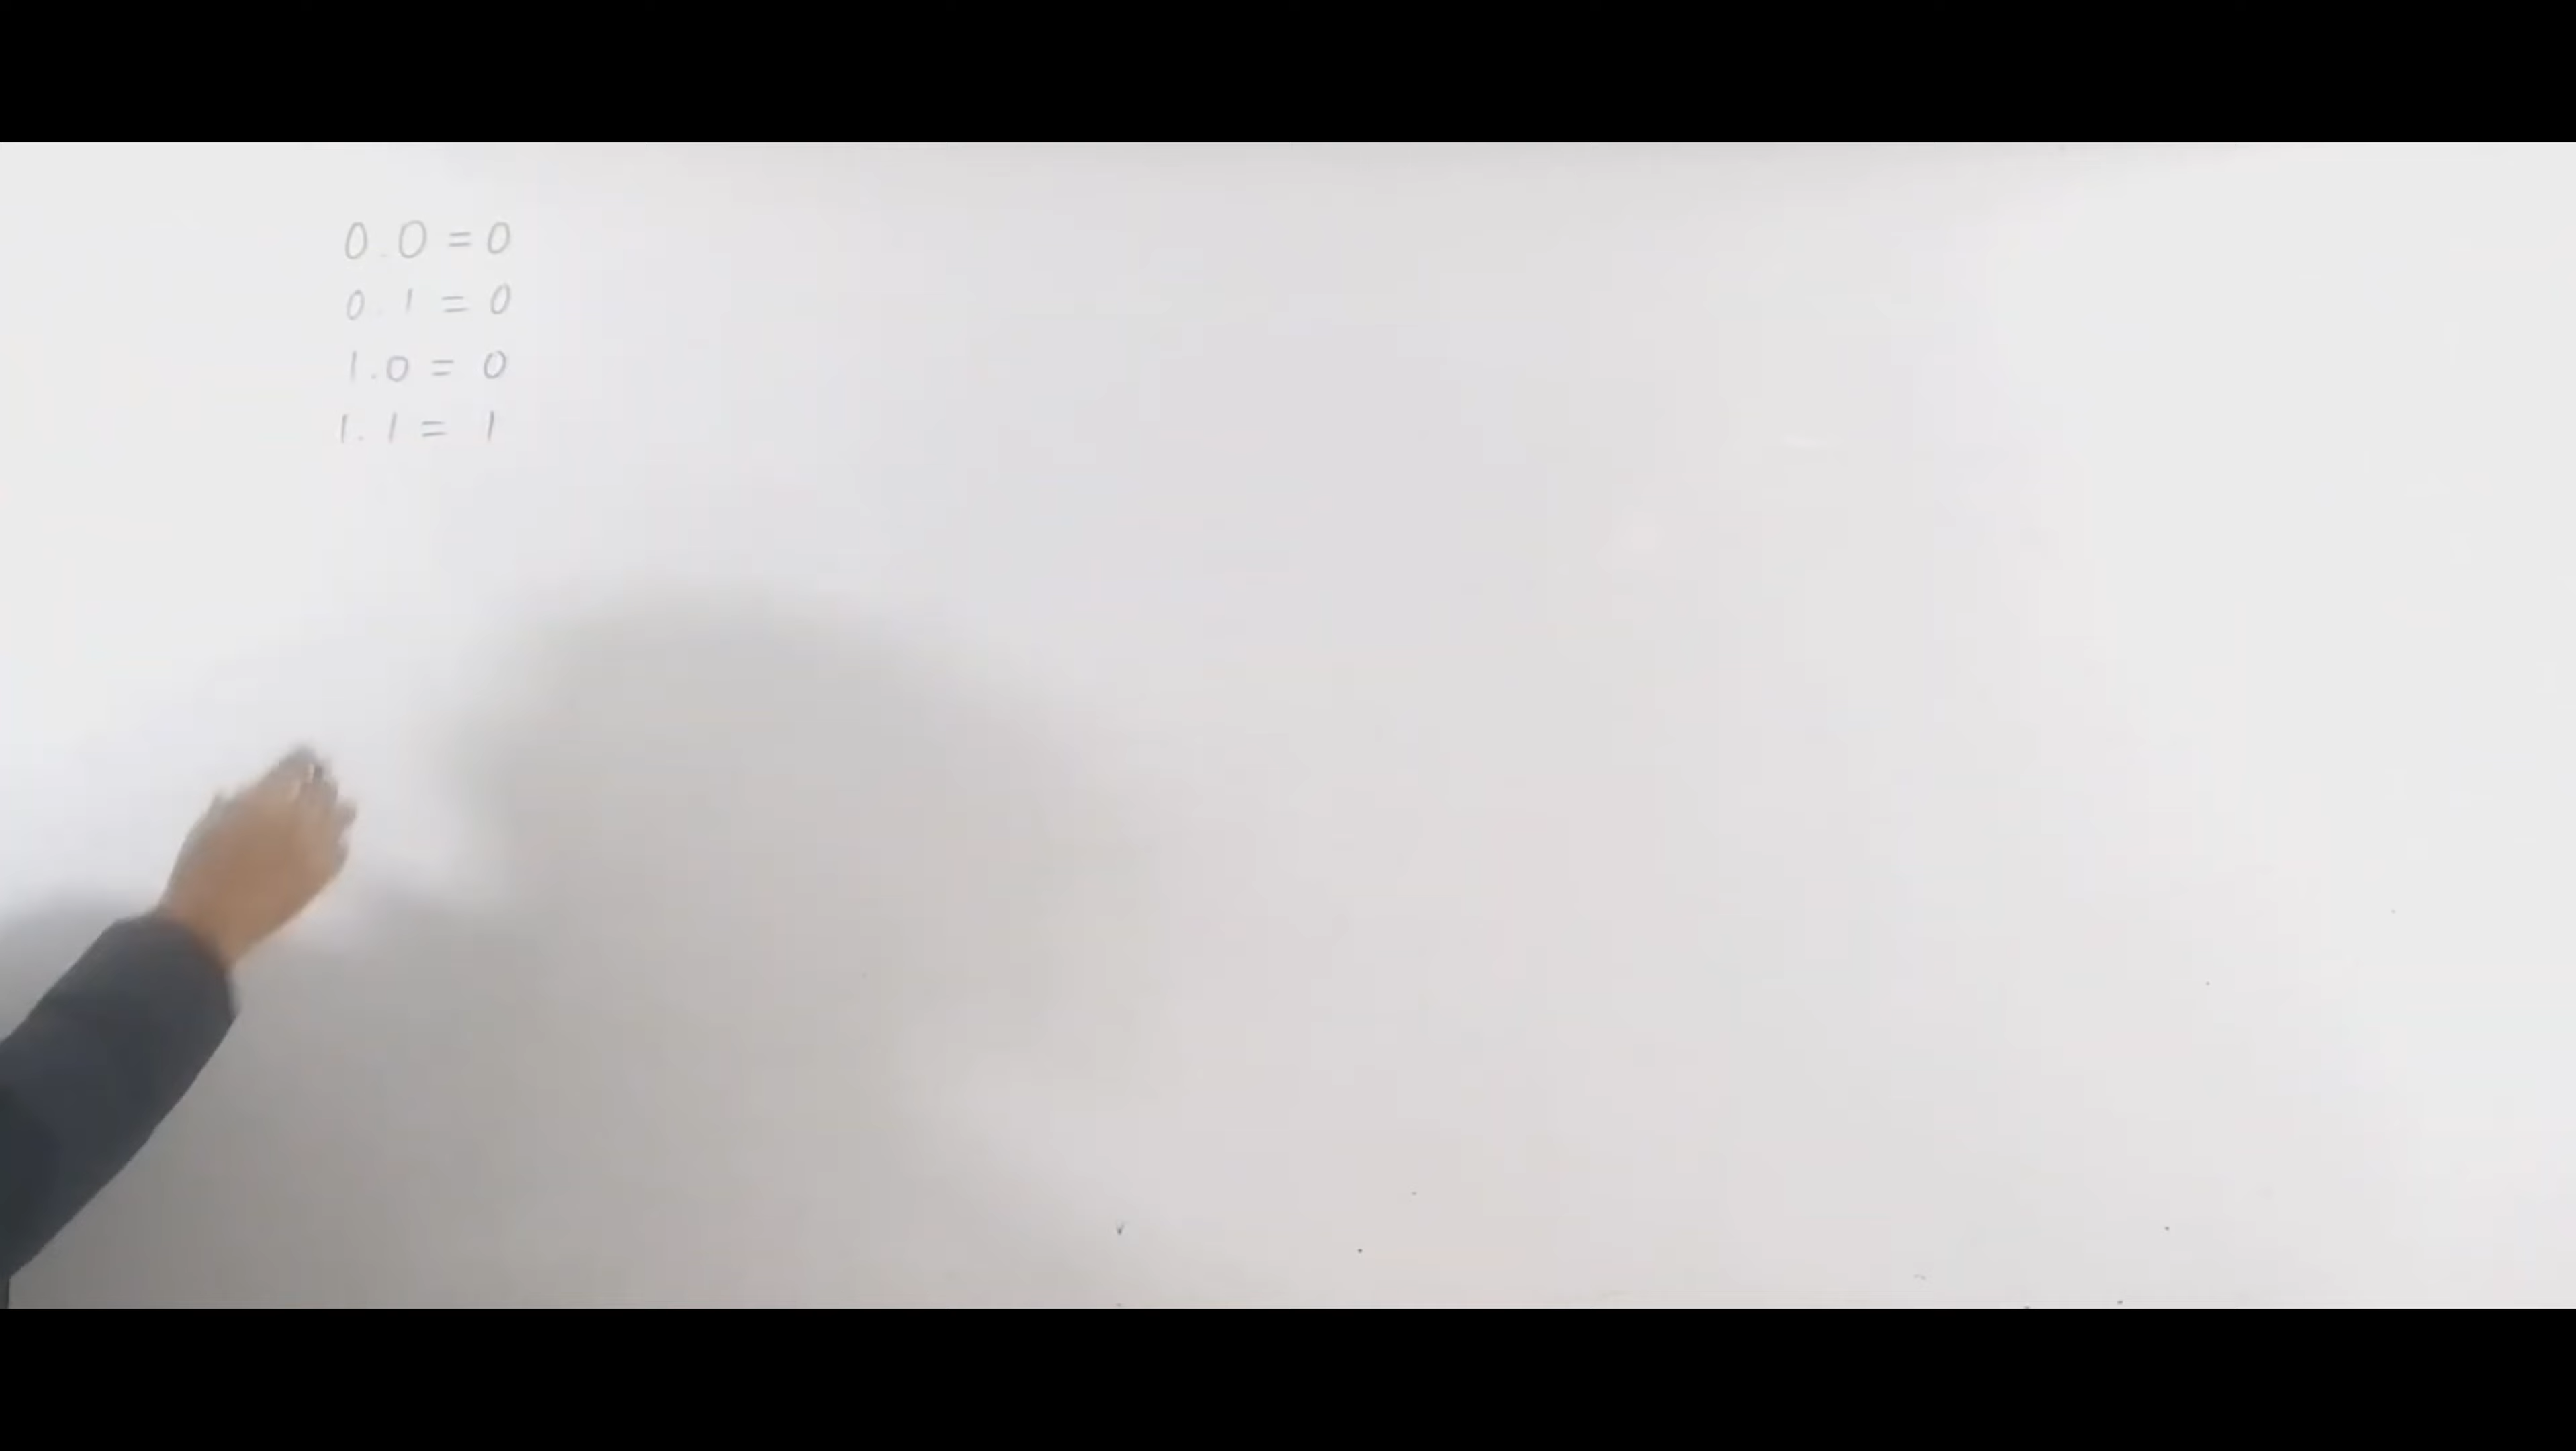 0.0 = 0
0.1 = 0
1.0 = 0
1.1 = 1